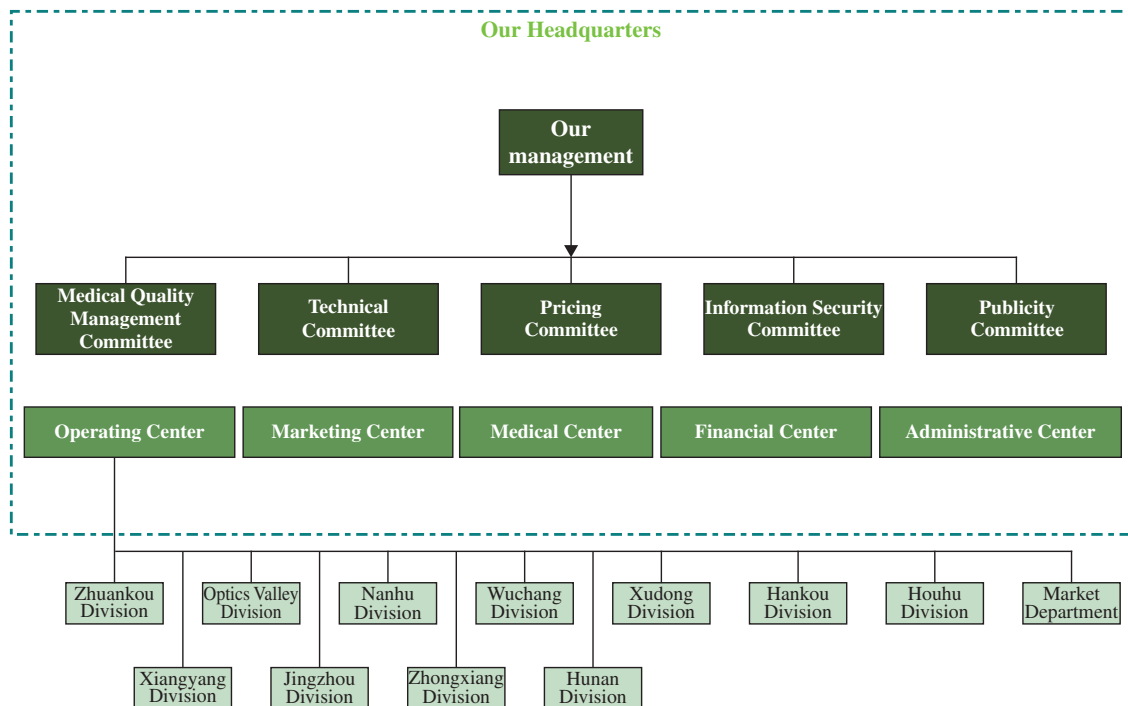 Our Headquarters
Our
management
Medical Quality
Management
Committee
Technical
Committee
Pricing
Committee
Information Security
Committee
Publicity
Committee
Operating Center
Marketing Center
Medical Center
Financial Center
Administrative Center
Zhuankou
Division
Optics Valley
Division
Nanhu
Division
Wuchang
Division
Xudong
Division
Hankou
Division
Houhu
Division
Market
Department
Xiangyang
Division
Jingzhou
Division
Zhongxiang
Division
Hunan
Division